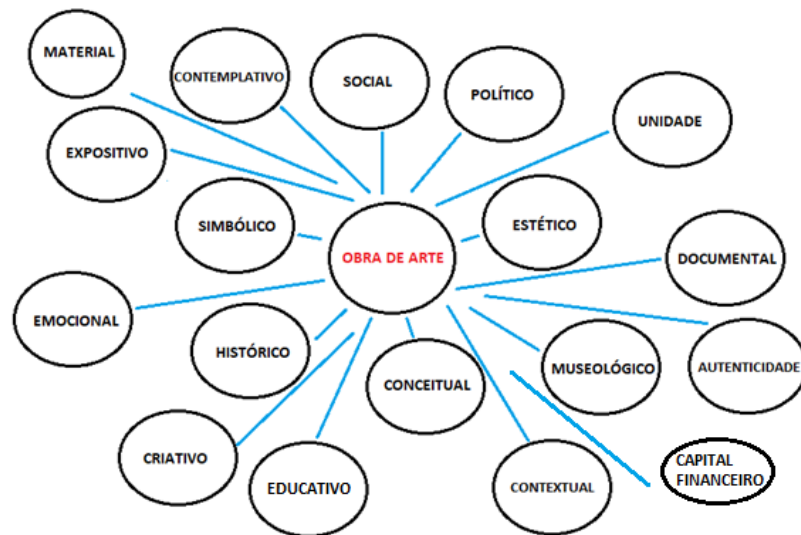 MATERIAL
CONTEMPLATIVO
SOCIAL
POLÍTICO
UNIDADE
EXPOSITIVO
SIMBÓLICO
ESTÉTICO
OBRA DE ARTE
DOCUMENTAL
EMOCIONAL
HISTÓRICO
CONCEITUAL
MUSEOLÓGICO
AUTENTICIDADE
CRIATIVO
EDUCATIVO
CONTEXTUAL
CAPITAL
FINANCEIRO